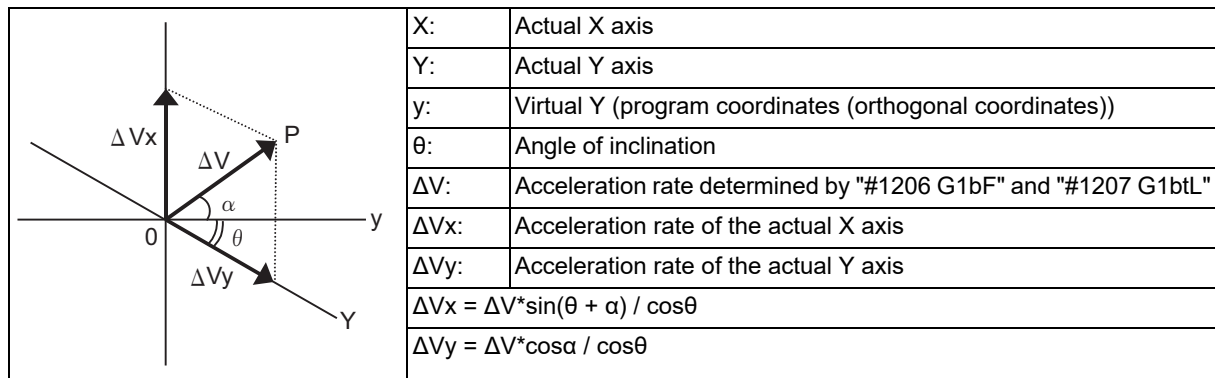 ΔVx
ΔV
P
α
y
0
θ
ΔVy
Y
X: Actual X axis
Y: Actual Y axis
y: Virtual Y (program coordinates (orthogonal coordinates))
θ: Angle of inclination
ΔV: Acceleration rate determined by "#1206 G1bF" and "#1207 G1btL"
ΔVx: Acceleration rate of the actual X axis
ΔVy: Acceleration rate of the actual Y axis
ΔVx = ΔV*sin(θ + α) / cosθ
ΔVy = ΔV*cosα / cosθ